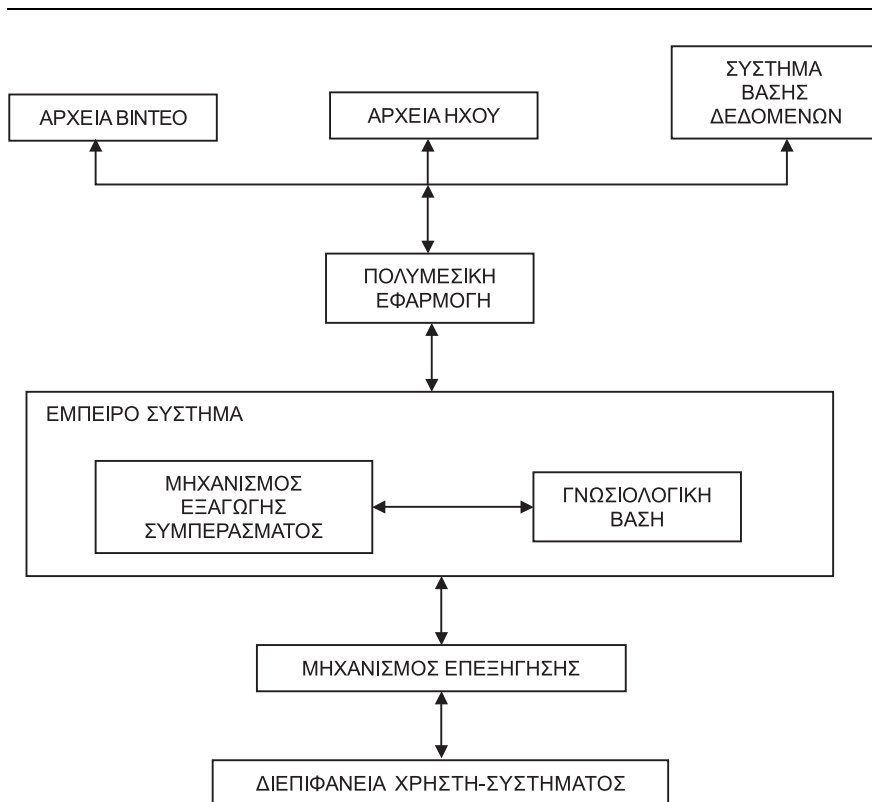 ΑΡΧΕΙΑ ΒΙΝΤΕΟ
ΑΡΧΕΙΑ ΗΧΟΥ
ΣΥΣΤΗΜΑ
ΒΑΣΗΣ
ΔΕΔΟΜΕΝΩΝ
ΠΟΛΥΜΕΣΙΚΗ
ΕΦΑΡΜΟΓΗ
ΕΜΠΕΙΡΟ ΣΥΣΤΗΜΑ
ΜΗΧΑΝΙΣΜΟΣ
ΕΞΑΓΩΓΗΣ
ΣΥΜΠΕΡΑΣΜΑΤΟΣ
ΓΝΩΣΙΟΛΟΓΙΚΗ
ΒΑΣΗ
ΜΗΧΑΝΙΣΜΟΣ ΕΠΕΞΗΓΗΣΗΣ
ΔΙΕΠΙΦΑΝΕΙΑ ΧΡΗΣΤΗ-ΣΥΣΤΗΜΑΤΟΣ